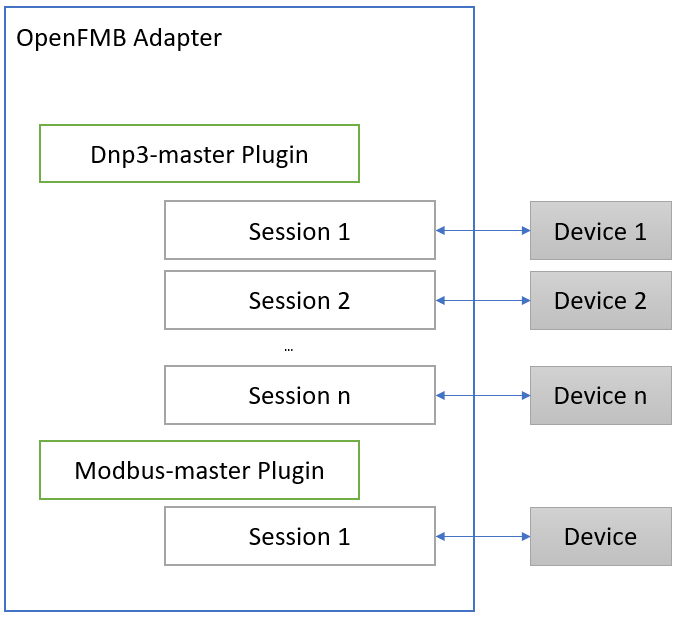 OpenFMB Adapter
Dnp3-master Plugin
Session 1
Device 1
Session 2
Device 2
...
Session n
Device n
Modbus-master Plugin
Session 1
Device